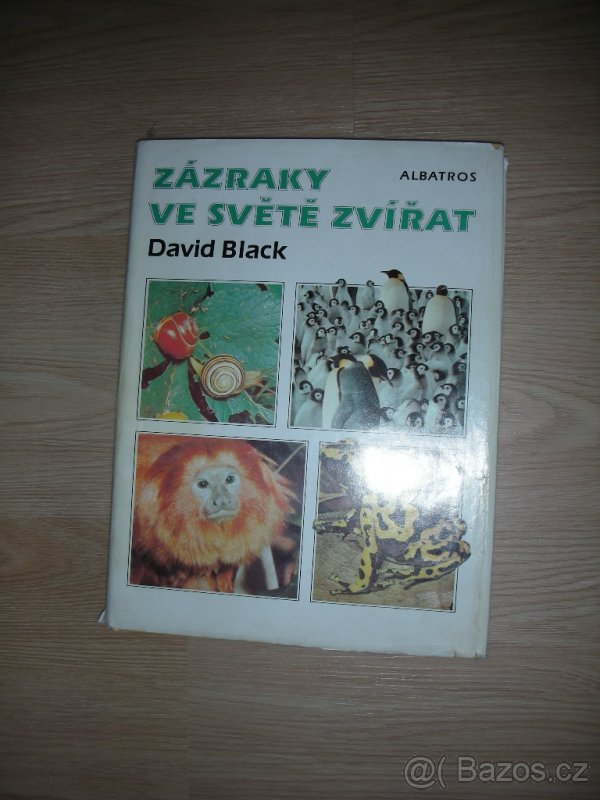 ZÁZRAKY
ALBATROS
VE SVĚTĚ ZVÍŘAT
David Black
@( Bazos.cz